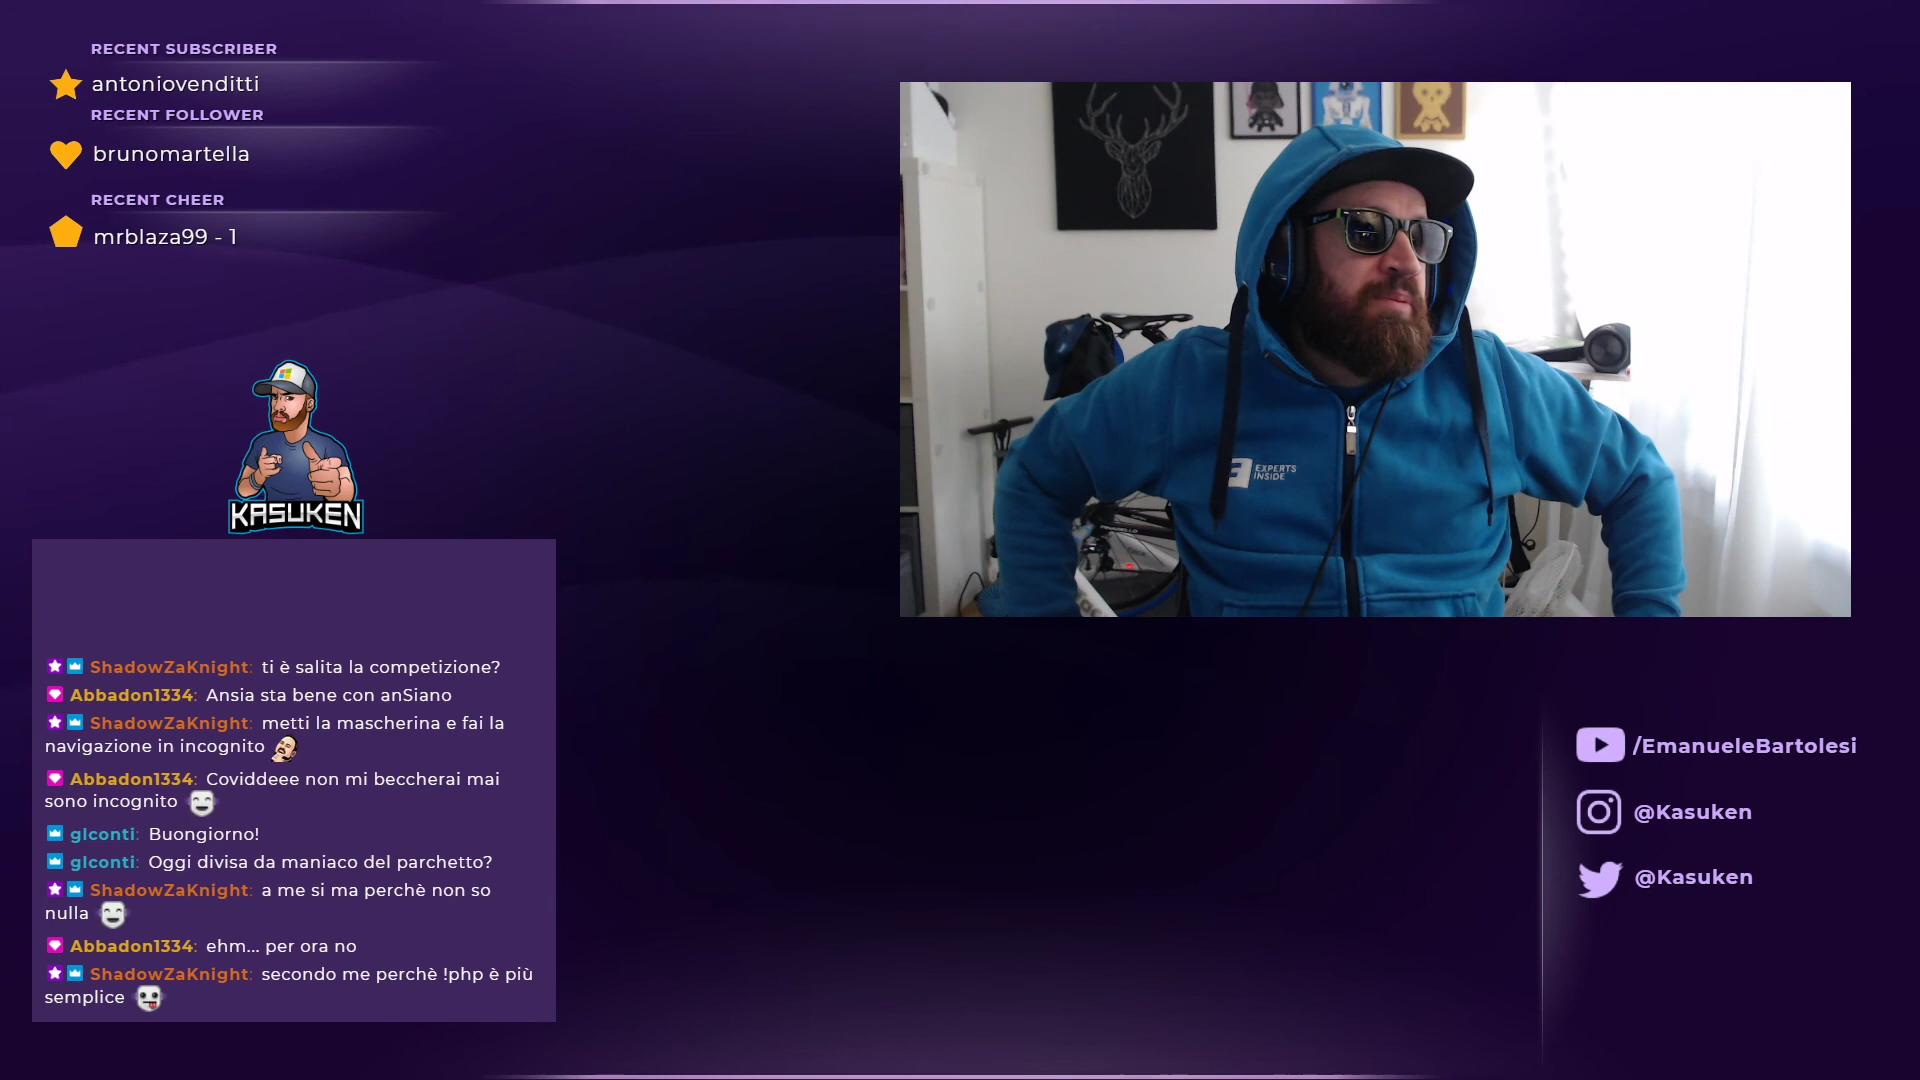 RECENT SUBSCRIBER
antoniovenditti
RECENT FOLLOWER
brunomartella
RECENT CHEER
mrblaza99 - 1
KASUKEN
EXPERTS
INSIDE
ShadowZaKnight: ti è salita la competizione?
Abbadon1334: Ansia sta bene con anSiano
ShadowZaKnight: metti la mascherina e fai la
navigazione in incognito
Abbadon1334: Coviddeee non mi beccherai mai
sono incognito
glconti: Buongiorno!
glconti: Oggi divisa da maniaco del parchetto?
ShadowZaKnight: a me si ma perchè non so
nulla
Abbadon1334: ehm... per ora no
ShadowZaKnight: secondo me perchè !php è più
semplice
/EmanueleBartolesi
@Kasuken
@Kasuken